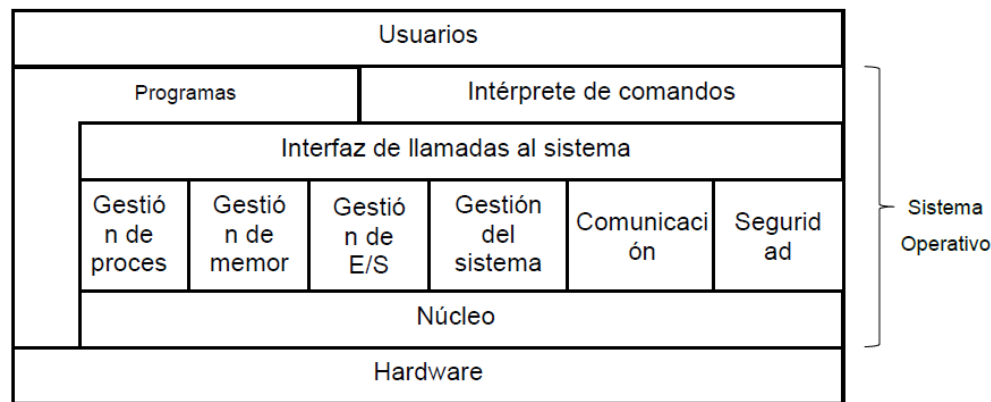 Usuarios
Programas
Intérprete de comandos
Interfaz de llamadas al sistema
Gestió
n de
proces
Gestió
n de
memor
Gestió
n de
E/S
Gestión
del
sistema
Comunicaci
ón
Segurid
ad
Núcleo
Hardware
Sistema
Operativo